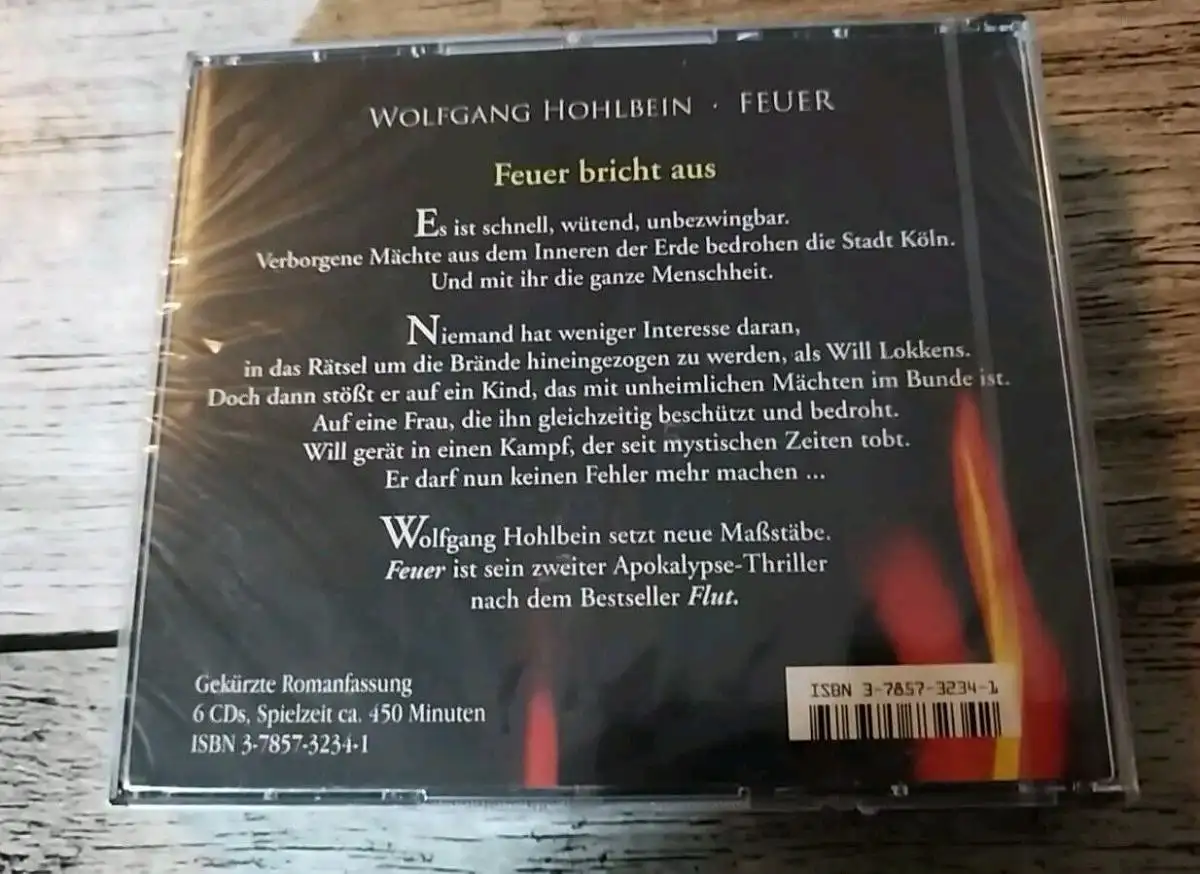 WOLFGANG HOHLBEIN · FEUER
Feuer bricht aus
Es ist schnell, wütend, unbezwingbar.
Verborgene Mächte aus dem Inneren der Erde bedrohen die Stadt Köln.
Und mit ihr die ganze Menschheit.
Niemand hat weniger Interesse daran,
in das Rätsel um die Brände hineingezogen zu werden, als Will Lokkens.
Doch dann stößt er auf ein Kind, das mit unheimlichen Mächten im Bunde ist.
Auf eine Frau, die ihn gleichzeitig beschützt und bedroht.
Will gerät in einen Kampf, der seit mystischen Zeiten tobt.
Er darf nun keinen Fehler mehr machen ...
Wolfgang Hohlbein setzt neue Maßstäbe.
Feuer ist sein zweiter Apokalypse-Thriller
nach dem Bestseller Flut.
Gekürzte Romanfassung
6 CDs, Spielzeit ca. 450 Minuten
ISBN 3-7857-3234-1
ISBN 3-7857-3234-1